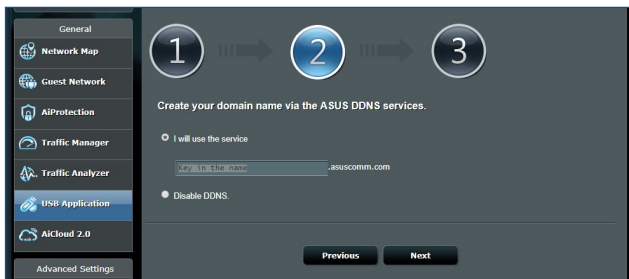 General
Network Map
Guest Network
AiProtection
Traffic Manager
Traffic Analyzer
USB Application
AiCloud 2.0
Advanced Settings
1
2
3
Create your domain name via the ASUS DDNS services.
I will use the service
key in the name .asuscomm.com
Disable DDNS.
Previous Next